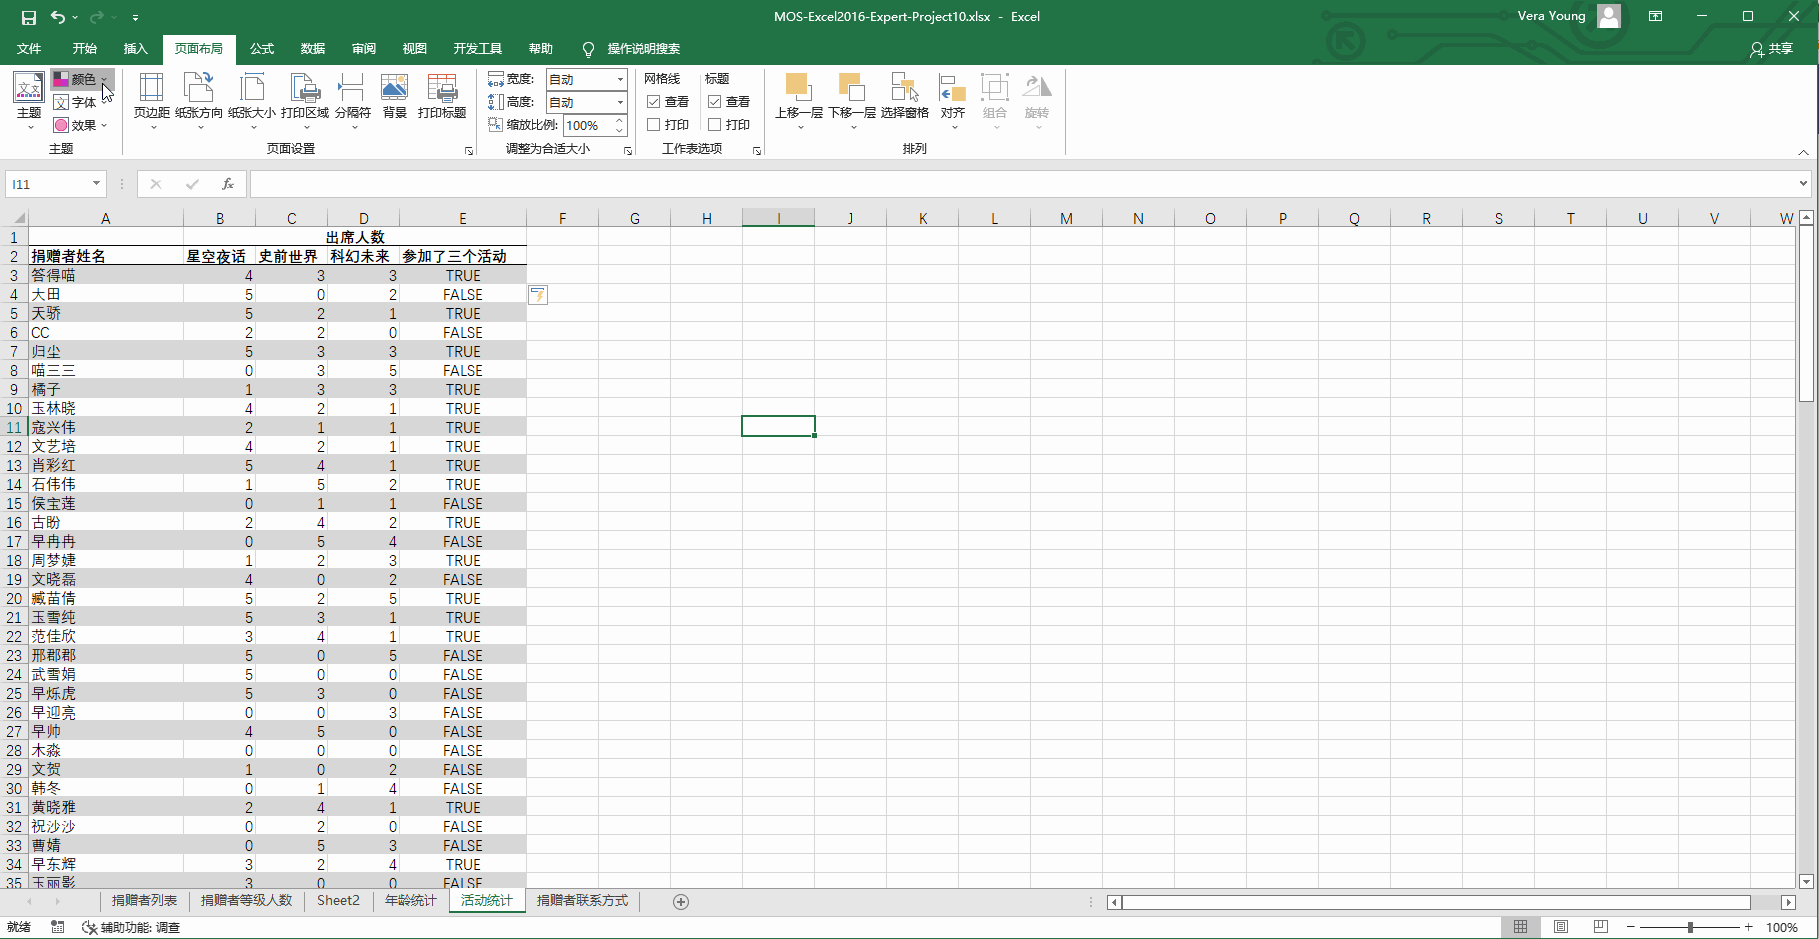 MOS-Excel2016-Expert-Project10.xlsx - Excel
Vera Young
文件 开始 插入 页面布局 公式 数据 审阅 视图 开发工具 帮助 操作说明搜索 共享
主题 颜色 字体 效果
页边距 纸张方向 纸张大小 打印区域 分隔符 背景 打印标题
宽度: 自动
高度: 自动
缩放比例: 100%
网格线 标题
查看 查看
打印 打印
上移一层 下移一层 选择窗格 对齐 组合 旋转
主题 页面设置 调整为合适大小 工作表选项 排列
I11 fx
A B C D E F G H I J K L M N O P Q R S T U V W
1 出席人数
2 捐赠者姓名 星空夜话 史前世界 科幻未来 参加了三个活动
3 答得喵 4 3 3 TRUE
4 大田 5 0 2 FALSE
5 天骄 5 2 1 TRUE
6 CC 2 2 0 FALSE
7 归尘 5 3 3 TRUE
8 喵三三 0 3 5 FALSE
9 橘子 1 3 3 TRUE
10 玉林晓 4 2 1 TRUE
11 寇兴伟 2 1 1 TRUE
12 文艺培 4 2 1 TRUE
13 肖彩红 5 4 1 TRUE
14 石伟伟 1 5 2 TRUE
15 侯宝莲 0 1 1 FALSE
16 古盼 2 4 2 TRUE
17 早冉冉 0 5 4 FALSE
18 周梦婕 1 2 3 TRUE
19 文晓磊 4 0 2 FALSE
20 臧苗倩 5 2 5 TRUE
21 玉雪纯 5 3 1 TRUE
22 范佳欣 3 4 1 TRUE
23 邢郡郡 5 0 5 FALSE
24 武雪娟 5 0 0 FALSE
25 早烁虎 5 3 0 FALSE
26 早迎亮 0 0 3 FALSE
27 早帅 4 5 0 FALSE
28 木淼 0 0 0 FALSE
29 文贺 1 0 2 FALSE
30 韩冬 0 1 4 FALSE
31 黄晓雅 2 4 1 TRUE
32 祝沙沙 0 2 0 FALSE
33 曹婧 0 5 3 FALSE
34 早东辉 3 2 4 TRUE
35 玉丽影 3 0 0 FALSE
捐赠者列表 捐赠者等级人数 Sheet2 年龄统计 活动统计 捐赠者联系方式
就绪 辅助功能: 调查 100%